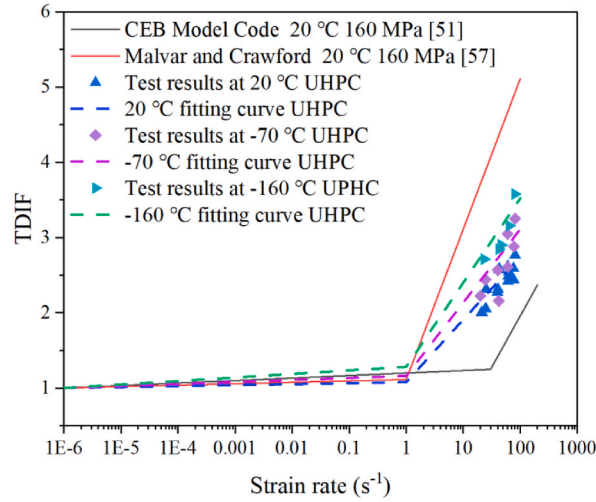 CEB Model Code 20 °C 160 MPa [51]
Malvar and Crawford 20 °C 160 MPa [57]
Test results at 20 °C UHPC
20 °C fitting curve UHPC
Test results at -70 °C UHPC
-70 °C fitting curve UHPC
Test results at -160 °C UPHC
-160 °C fitting curve UHPC
TDIF
6
5
4
3
2
1
1E-6 1E-5 1E-4 0.001 0.01 0.1 1 10 100 1000
Strain rate (s⁻¹)